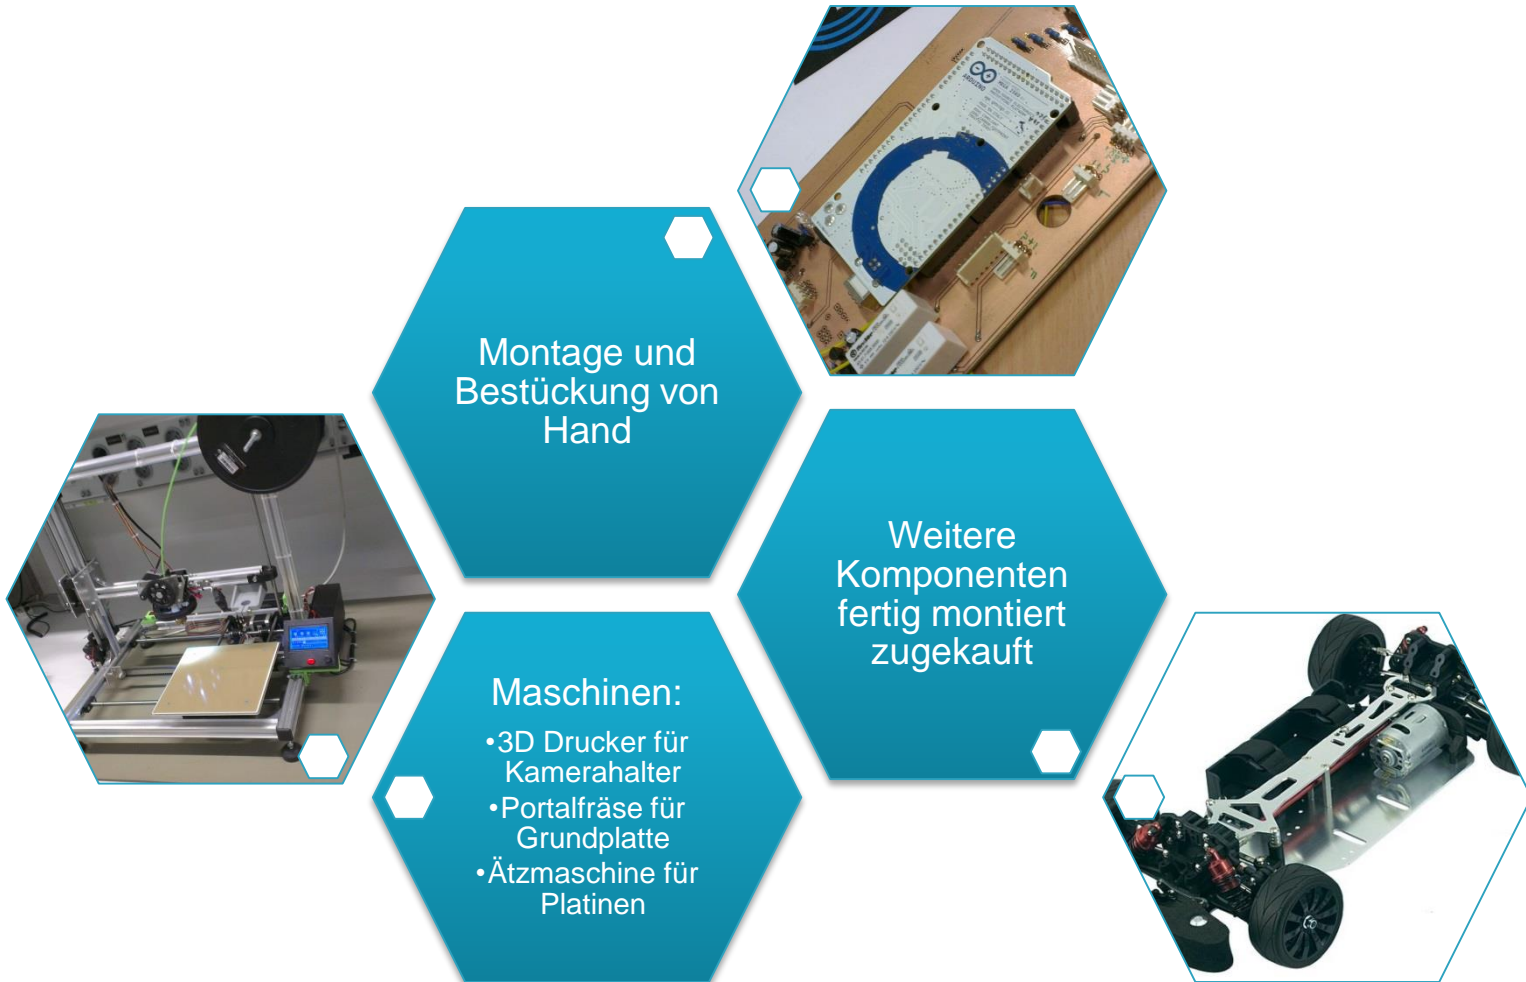 Montage und
Bestückung von
Hand
Weitere
Komponenten
fertig montiert
zugekauft
Maschinen:
•3D Drucker für
Kamerahalter
•Portalfräse für
Grundplatte
•Ätzmaschine für
Platinen
ARDUINO